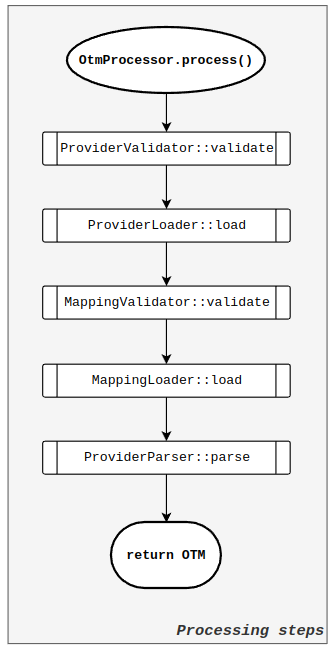 OtmProcessor.process()
ProviderValidator::validate
ProviderLoader::load
MappingValidator::validate
MappingLoader::load
ProviderParser::parse
return OTM
Processing steps